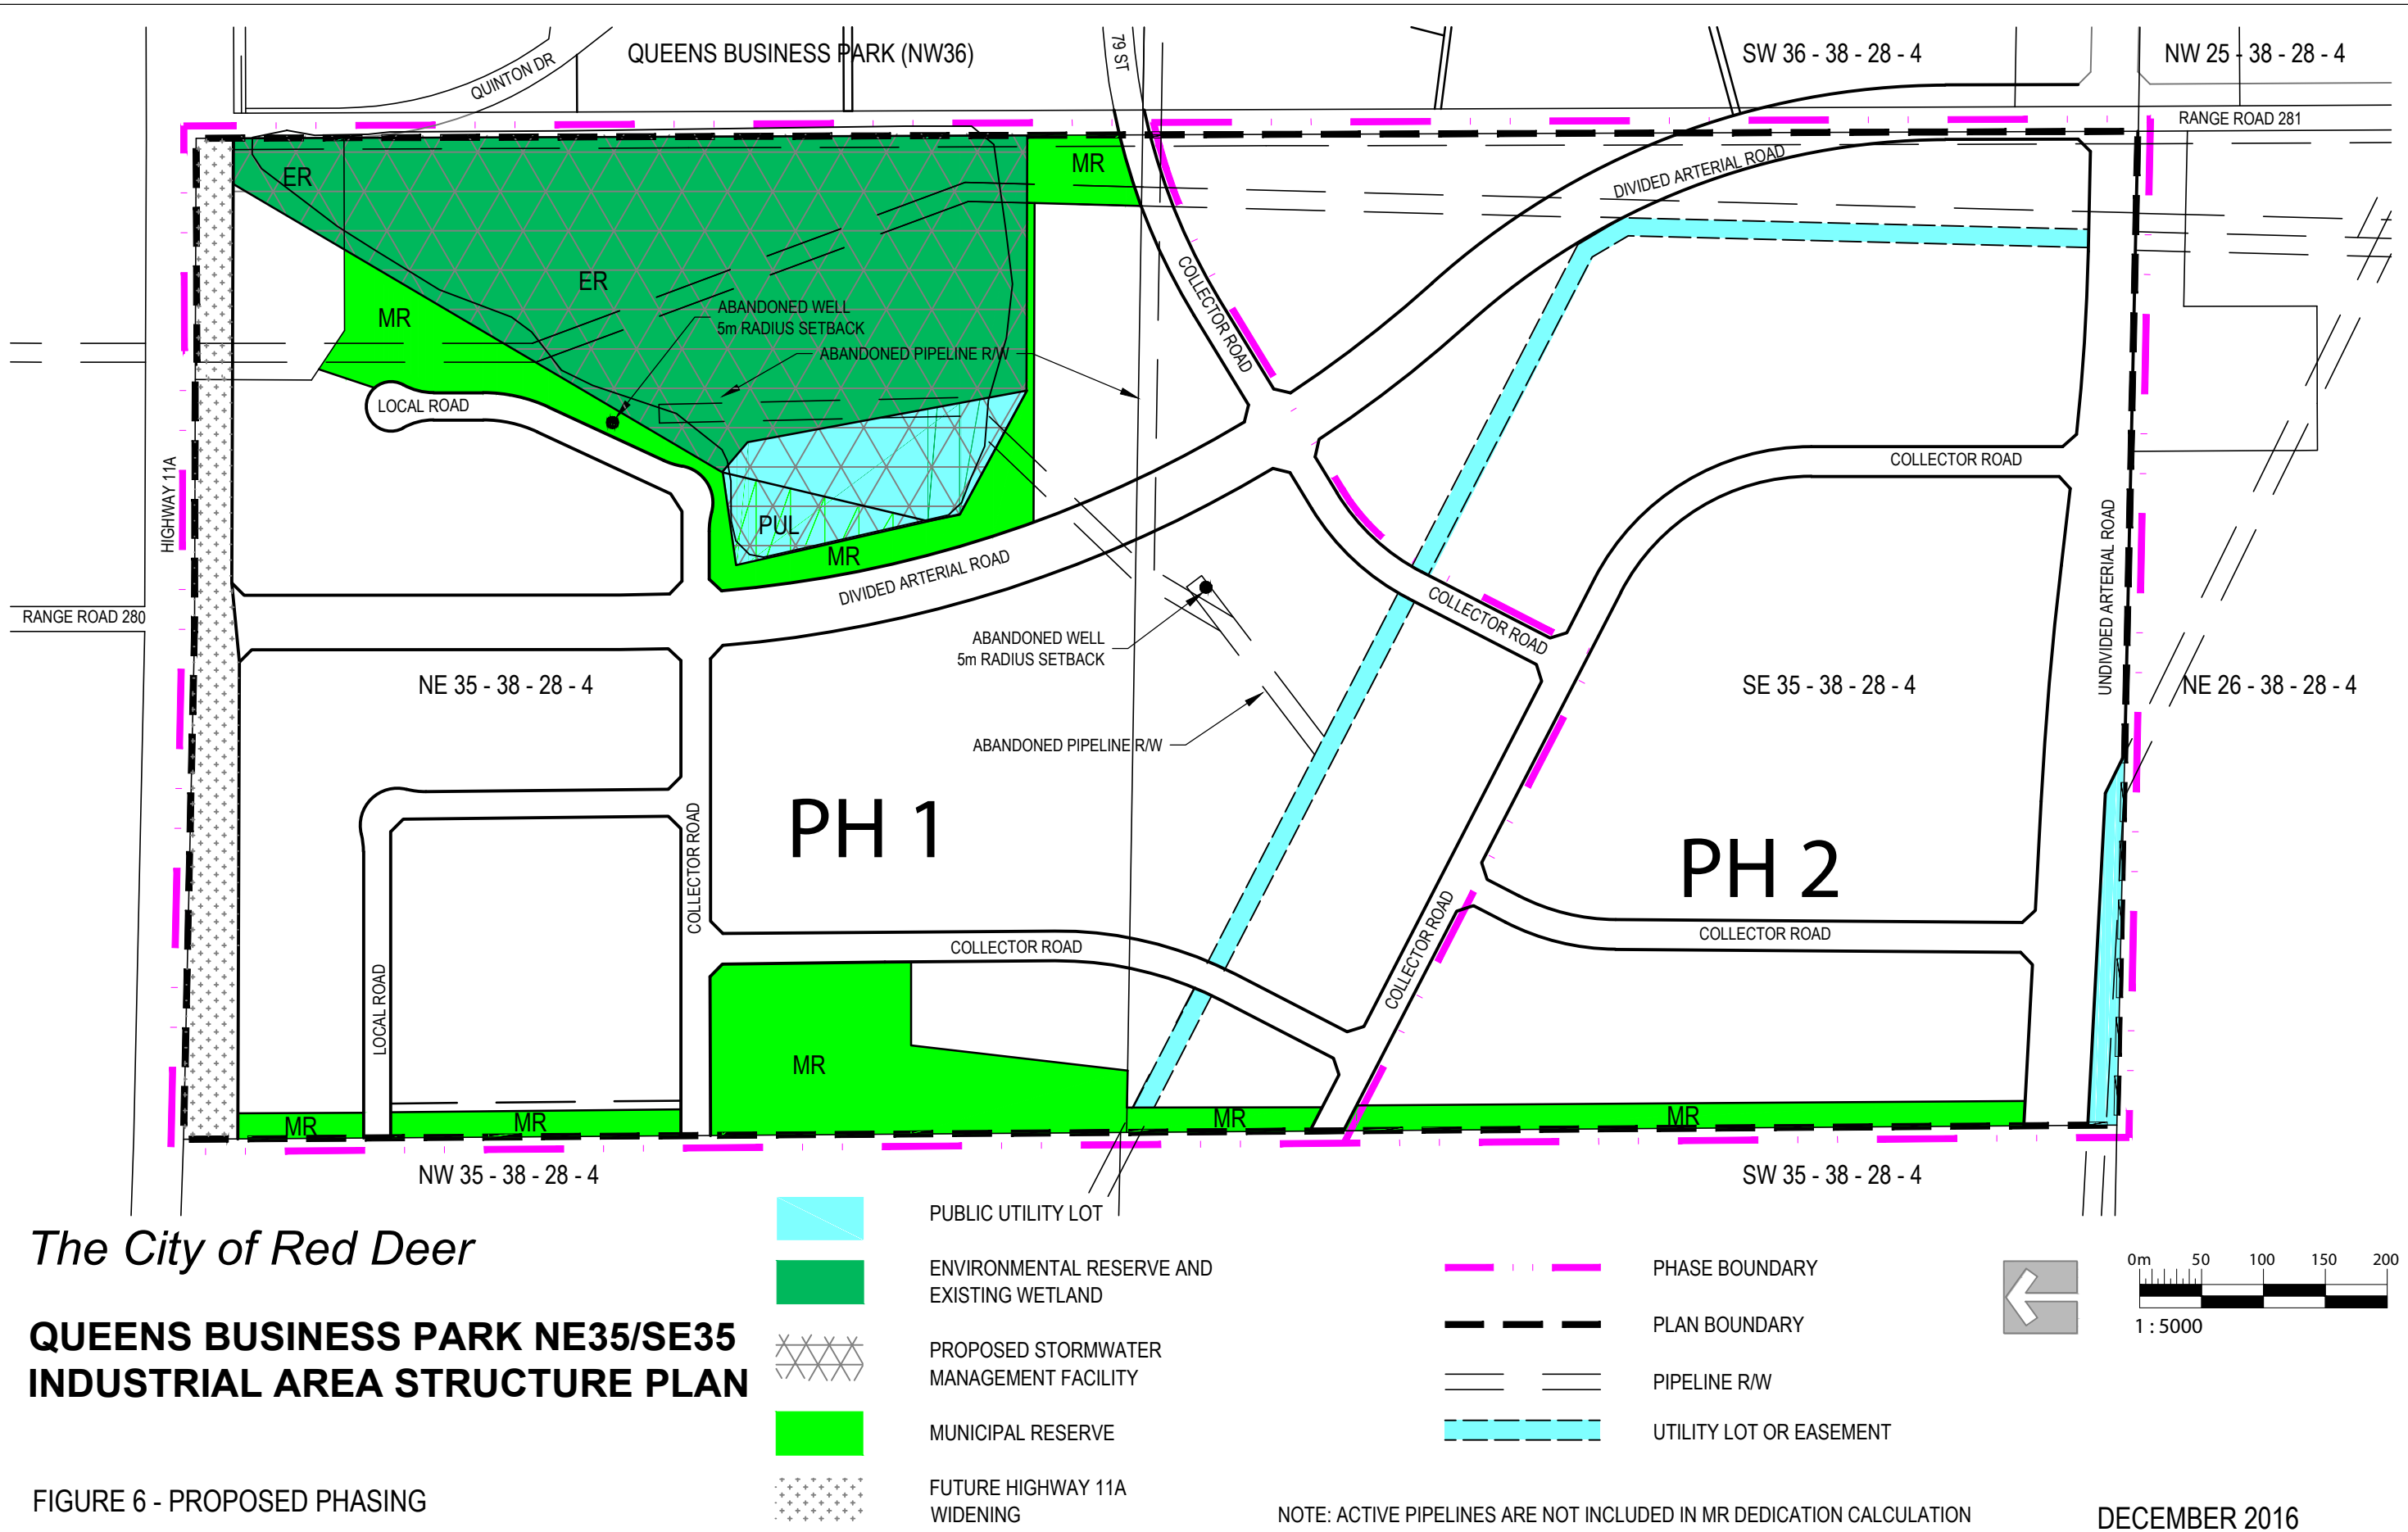 QUEENS BUSINESS PARK (NW36)
79 ST
SW 36 - 38 - 28 - 4
NW 25 - 38 - 28 - 4
QUINTON DR
RANGE ROAD 281
ER
MR
DIVIDED ARTERIAL ROAD
ER
MR
COLLECTOR ROAD
ABANDONED WELL
5m RADIUS SETBACK
ABANDONED PIPELINE R/W
LOCAL ROAD
COLLECTOR ROAD
HIGHWAY 11A
PUL
MR
DIVIDED ARTERIAL ROAD
UNDIVIDED ARTERIAL ROAD
RANGE ROAD 280
COLLECTOR ROAD
ABANDONED WELL
5m RADIUS SETBACK
NE 35 - 38 - 28 - 4
SE 35 - 38 - 28 - 4
NE 26 - 38 - 28 - 4
ABANDONED PIPELINE R/W
PH 1
PH 2
COLLECTOR ROAD
COLLECTOR ROAD
COLLECTOR ROAD
COLLECTOR ROAD
LOCAL ROAD
MR
MR
MR
MR
MR
NW 35 - 38 - 28 - 4
SW 35 - 38 - 28 - 4
The City of Red Deer
QUEENS BUSINESS PARK NE35/SE35
INDUSTRIAL AREA STRUCTURE PLAN
FIGURE 6 - PROPOSED PHASING
PUBLIC UTILITY LOT
ENVIRONMENTAL RESERVE AND
EXISTING WETLAND
PROPOSED STORMWATER
MANAGEMENT FACILITY
MUNICIPAL RESERVE
FUTURE HIGHWAY 11A
WIDENING
PHASE BOUNDARY
PLAN BOUNDARY
PIPELINE R/W
UTILITY LOT OR EASEMENT
0m 50 100 150 200
1 : 5000
NOTE: ACTIVE PIPELINES ARE NOT INCLUDED IN MR DEDICATION CALCULATION
DECEMBER 2016